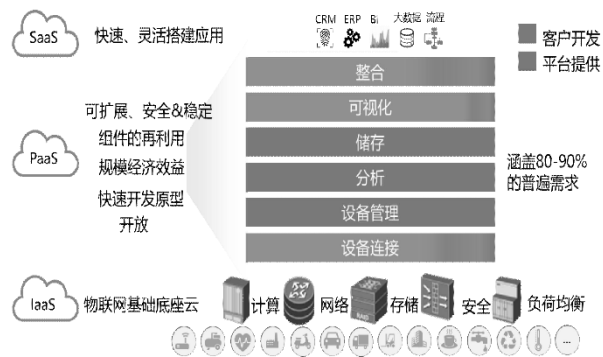 SaaS
快速、灵活搭建应用
CRM ERP BI 大数据 流程
客户开发
平台提供
整合
可视化
储存
分析
设备管理
设备连接
PaaS
可扩展、安全&稳定
组件的再利用
规模经济效益
快速开发原型
开放
涵盖80-90%
的普遍需求
IaaS
物联网基础底座云
计算 网络 存储 安全 负荷均衡
...